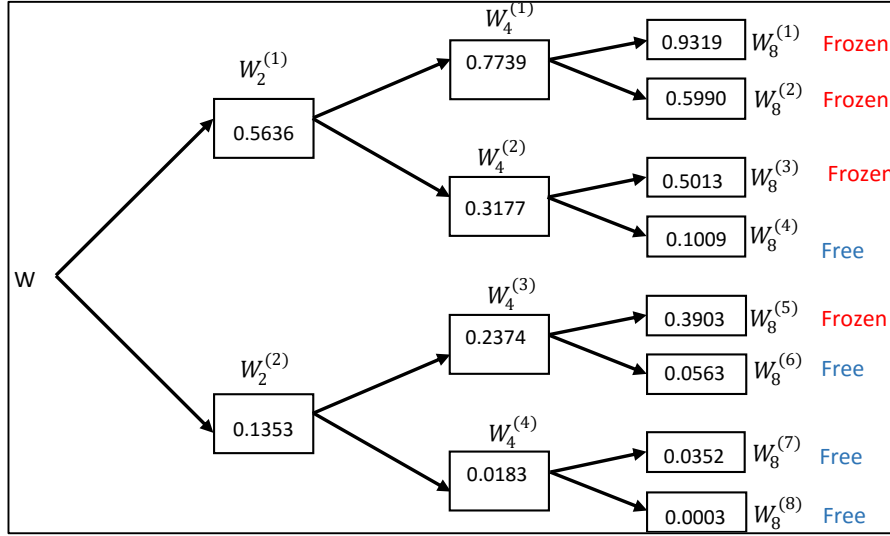 W
W_2^{(1)}
0.5636
W_2^{(2)}
0.1353
W_4^{(1)}
0.7739
W_4^{(2)}
0.3177
W_4^{(3)}
0.2374
W_4^{(4)}
0.0183
0.9319 W_8^{(1)} Frozen
0.5990 W_8^{(2)} Frozen
0.5013 W_8^{(3)} Frozen
0.1009 W_8^{(4)} Free
0.3903 W_8^{(5)} Frozen
0.0563 W_8^{(6)} Free
0.0352 W_8^{(7)} Free
0.0003 W_8^{(8)} Free